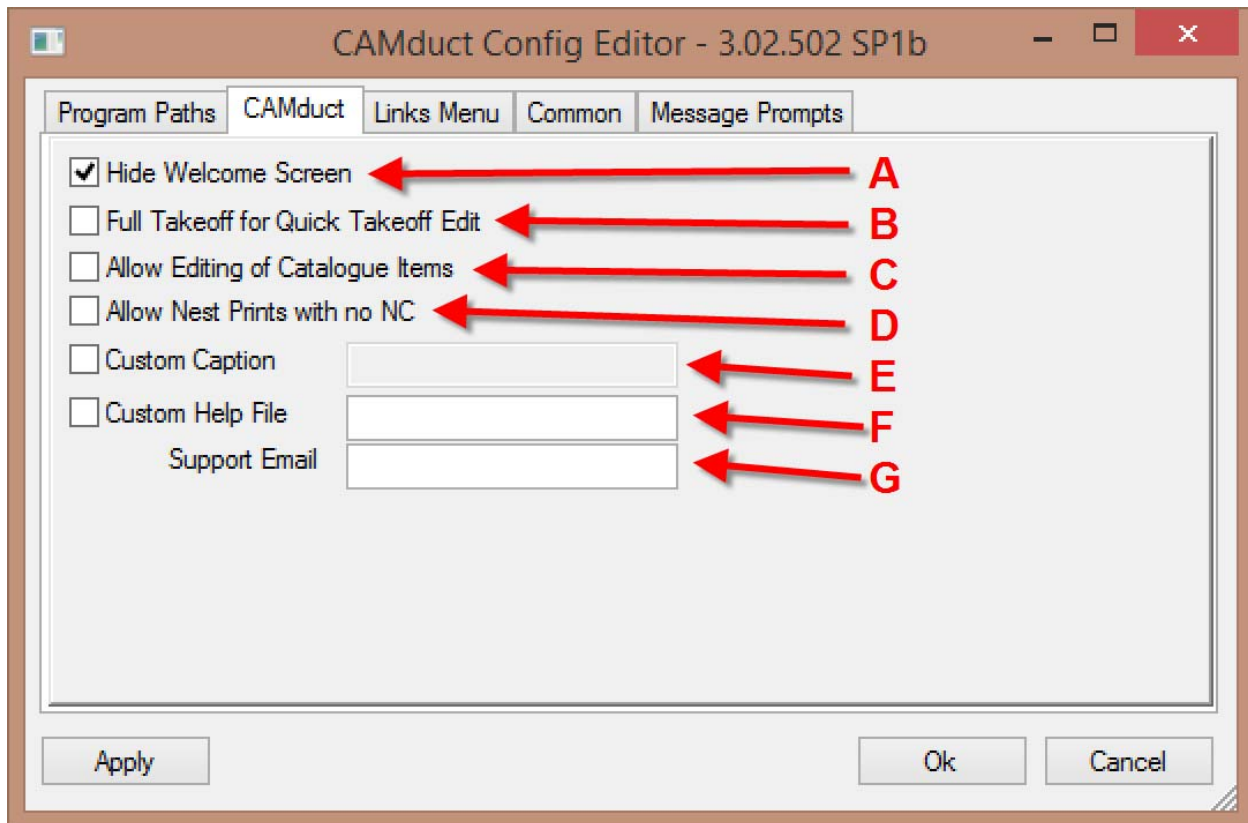 CAMduct Config Editor - 3.02.502 SP1b
Program Paths CAMduct Links Menu Common Message Prompts
Hide Welcome Screen A
Full Takeoff for Quick Takeoff Edit B
Allow Editing of Catalogue Items C
Allow Nest Prints with no NC D
Custom Caption E
Custom Help File F
Support Email G
Apply Ok Cancel